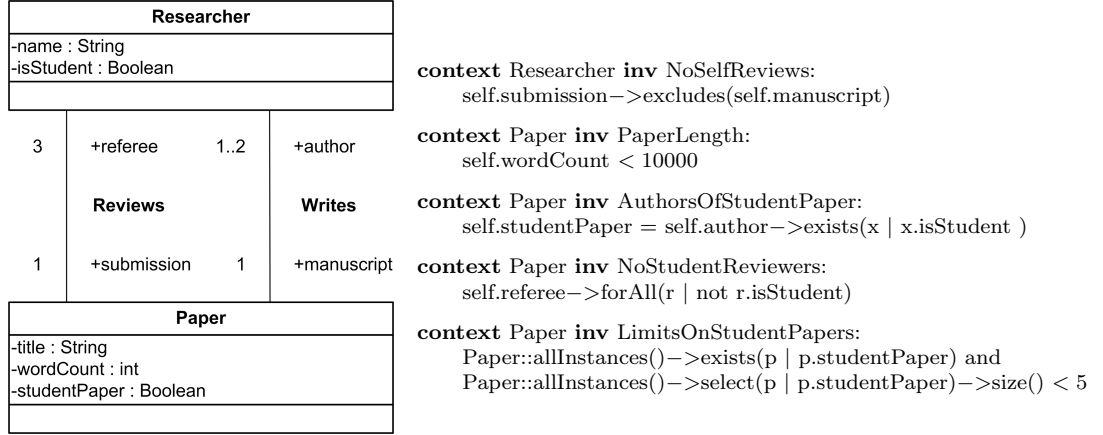 Researcher
-name : String
-isStudent : Boolean
3 +referee 1..2 +author
Reviews Writes
1 +submission 1 +manuscript
Paper
-title : String
-wordCount : int
-studentPaper : Boolean
context Researcher inv NoSelfReviews:
self.submission−>excludes(self.manuscript)
context Paper inv PaperLength:
self.wordCount < 10000
context Paper inv AuthorsOfStudentPaper:
self.studentPaper = self.author−>exists(x | x.isStudent )
context Paper inv NoStudentReviewers:
self.referee−>forAll(r | not r.isStudent)
context Paper inv LimitsOnStudentPapers:
Paper::allInstances()−>exists(p | p.studentPaper) and
Paper::allInstances()−>select(p | p.studentPaper)−>size() < 5